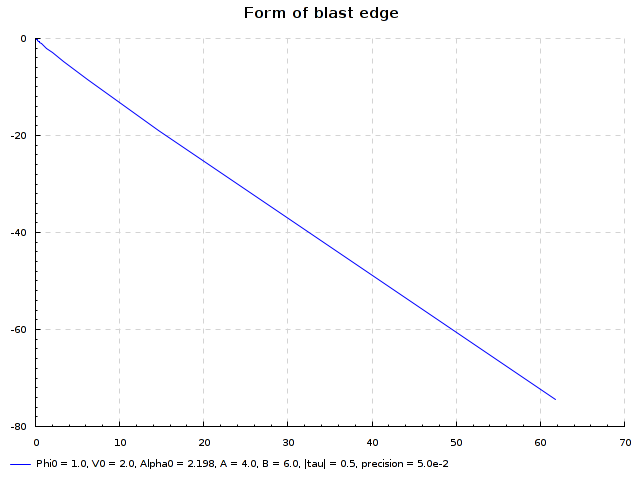 Form of blast edge
0
-20
-40
-60
-80
0 10 20 30 40 50 60 70
Phi0 = 1.0, V0 = 2.0, Alpha0 = 2.198, A = 4.0, B = 6.0, |tau| = 0.5, precision = 5.0e-2